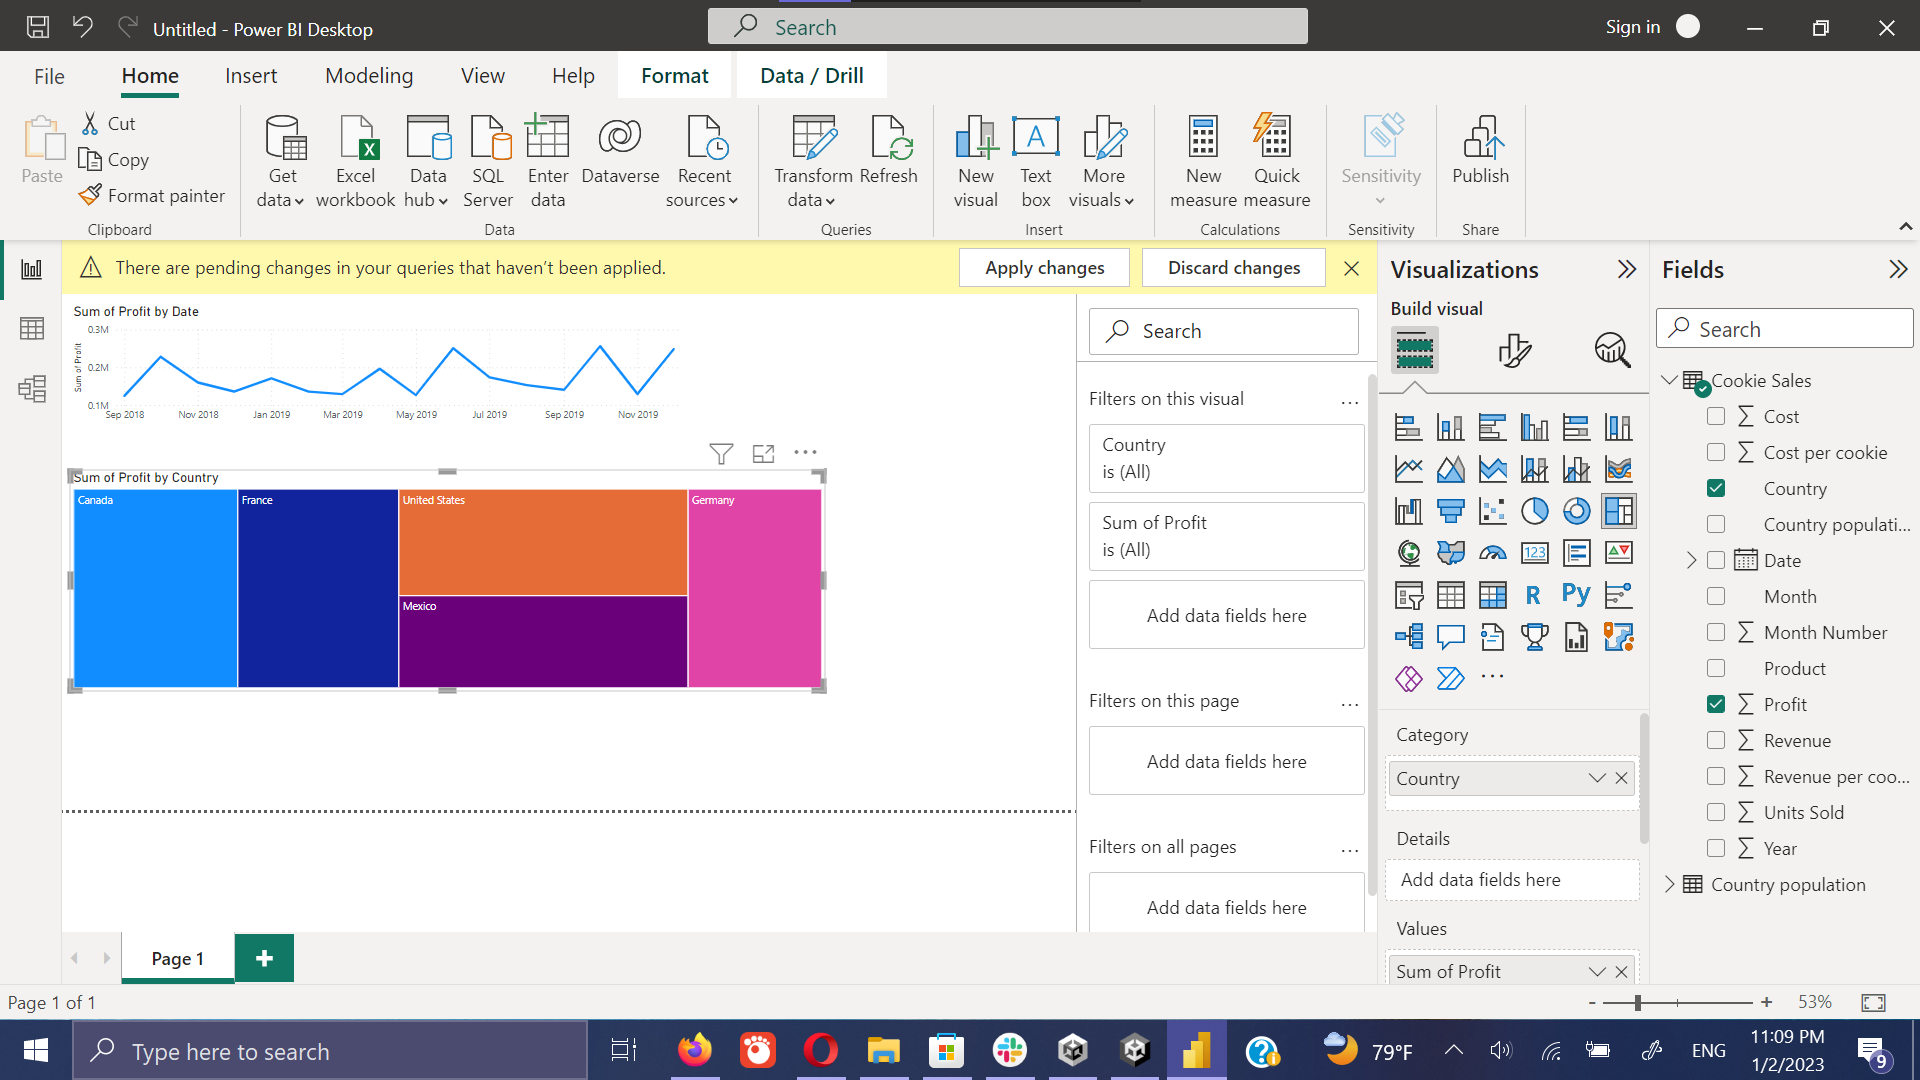 Untitled - Power BI Desktop
Search
Sign in
File
Home
Insert
Modeling
View
Help
Format
Data / Drill
Paste
Cut
Copy
Format painter
Clipboard
Get
data
Excel
workbook
Data
hub
SQL
Server
Enter
data
Dataverse
Recent
sources
Data
Transform
data
Refresh
Queries
New
visual
A
Text
box
More
visuals
Insert
New
measure
Quick
measure
Calculations
Sensitivity
Sensitivity
Publish
Share
There are pending changes in your queries that haven't been applied.
Apply changes
Discard changes
Sum of Profit by Date
Sum of Profit
0.3M
0.2M
0.1M
Sep 2018
Nov 2018
Jan 2019
Mar 2019
May 2019
Jul 2019
Sep 2019
Nov 2019
Sum of Profit by Country
Canada
France
United States
Mexico
Germany
Search
Filters on this visual
...
Country
is (All)
Sum of Profit
is (All)
Add data fields here
Filters on this page
...
Add data fields here
Filters on all pages
...
Add data fields here
Visualizations
Build visual
123
R
Py
...
Category
Country
Details
Add data fields here
Values
Sum of Profit
Fields
Search
Cookie Sales
Σ Cost
Σ Cost per cookie
Country
Country populati...
Date
Month
Σ Month Number
Product
Σ Profit
Σ Revenue
Σ Revenue per coo...
Σ Units Sold
Σ Year
Country population
Page 1
+
Page 1 of 1
- + 53%
Type here to search
79°F
ENG
11:09 PM
1/2/2023
9